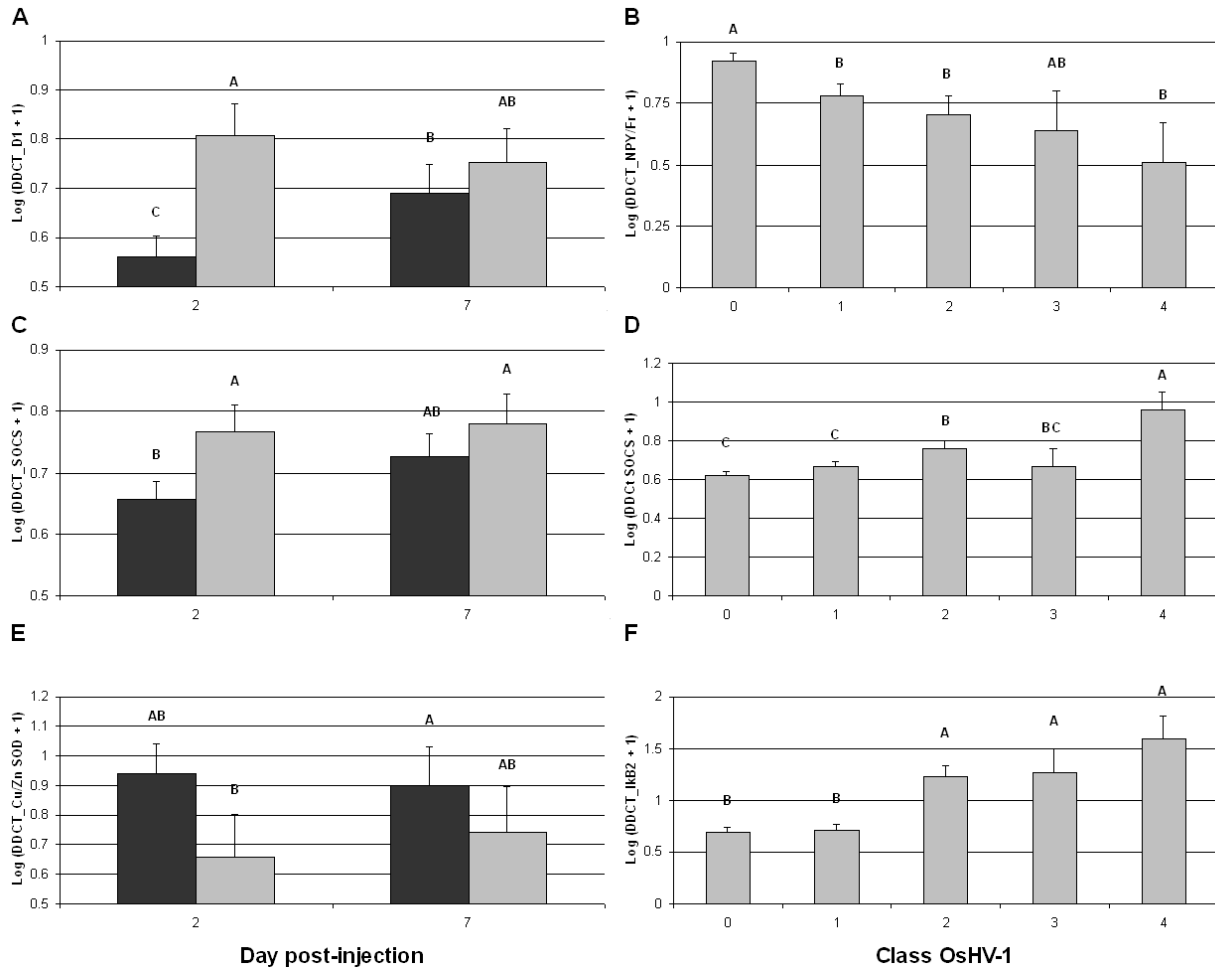 A
Log (DDCT_D1 + 1)
1
0.9
0.8
0.7
0.6
0.5
C
A
B
AB
2
7
B
Log (DDCT_NPY/Fr + 1)
1
0.75
0.5
0.25
0
A
B
B
AB
B
0
1
2
3
4
C
Log (DDCT_SOCS + 1)
0.9
0.8
0.7
0.6
0.5
B
A
AB
A
2
7
D
Log (DDCt SOCS + 1)
1.2
1
0.8
0.6
0.4
0.2
0
C
C
B
BC
A
0
1
2
3
4
E
Log (DDCT_Cu/Zn SOD + 1)
1.2
1.1
1
0.9
0.8
0.7
0.6
0.5
AB
B
A
AB
2
7
Day post-injection
F
Log (DDCT_IkB2 + 1)
2
1.5
1
0.5
0
B
B
A
A
A
0
1
2
3
4
Class OsHV-1